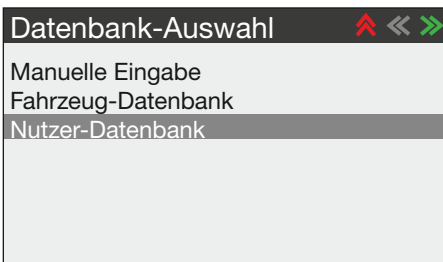 Datenbank-Auswahl
Manuelle Eingabe
Fahrzeug-Datenbank
Nutzer-Datenbank